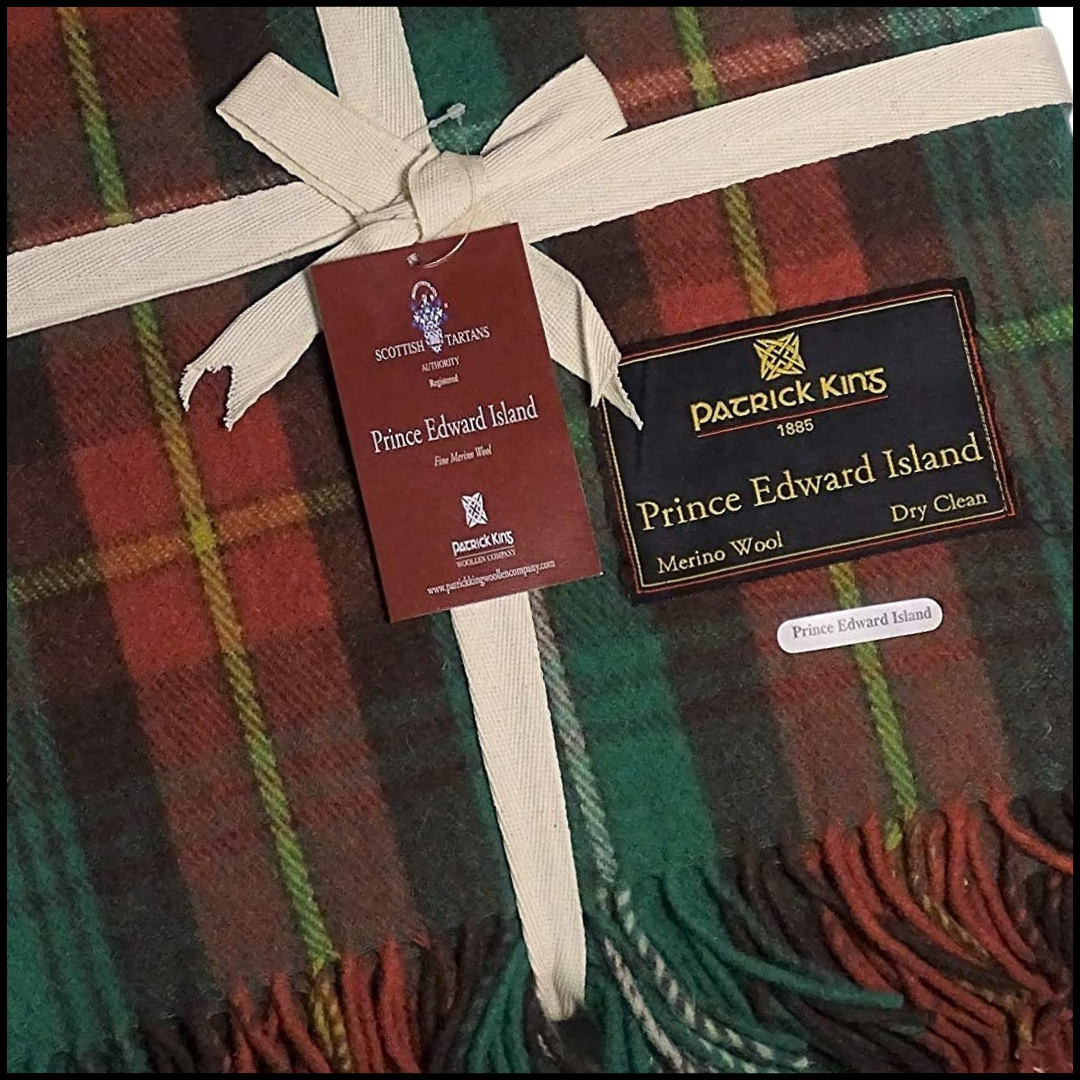 SCOTTISH TARTANS
AUTHORITY
Registered
Prince Edward Island
Fine Merino Wool
PATRICK KING
WOOLLEN COMPANY
www.patrickkingwoollencompany.com
PATRICK KING
1885
Prince Edward Island
Dry Clean
Merino Wool
Prince Edward Island